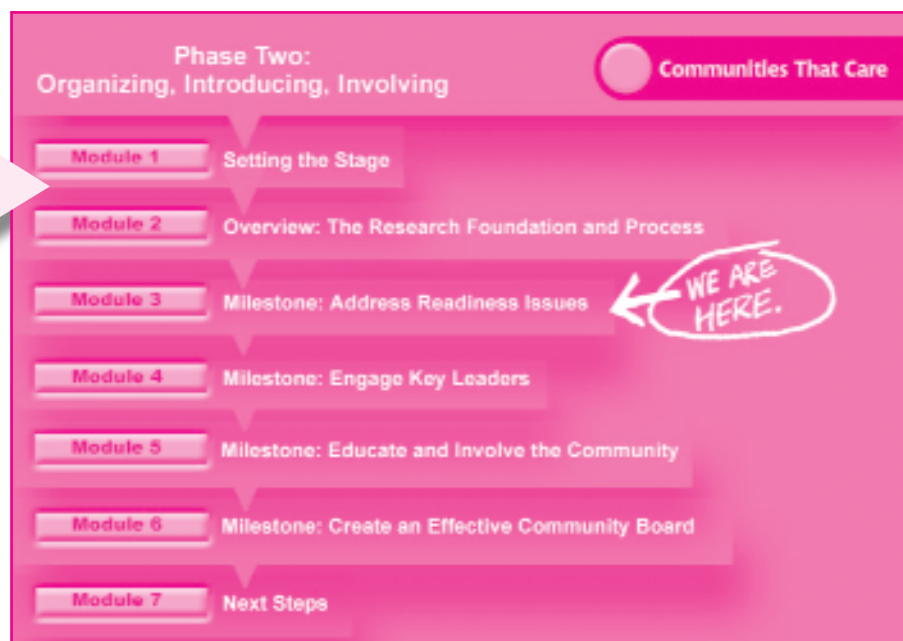 Phase Two:
Organizing, Introducing, Involving
Communities That Care
Module 1 Setting the Stage
Module 2 Overview: The Research Foundation and Process
Module 3 Milestone: Address Readiness Issues
WE ARE
HERE.
Module 4 Milestone: Engage Key Leaders
Module 5 Milestone: Educate and Involve the Community
Module 6 Milestone: Create an Effective Community Board
Module 7 Next Steps